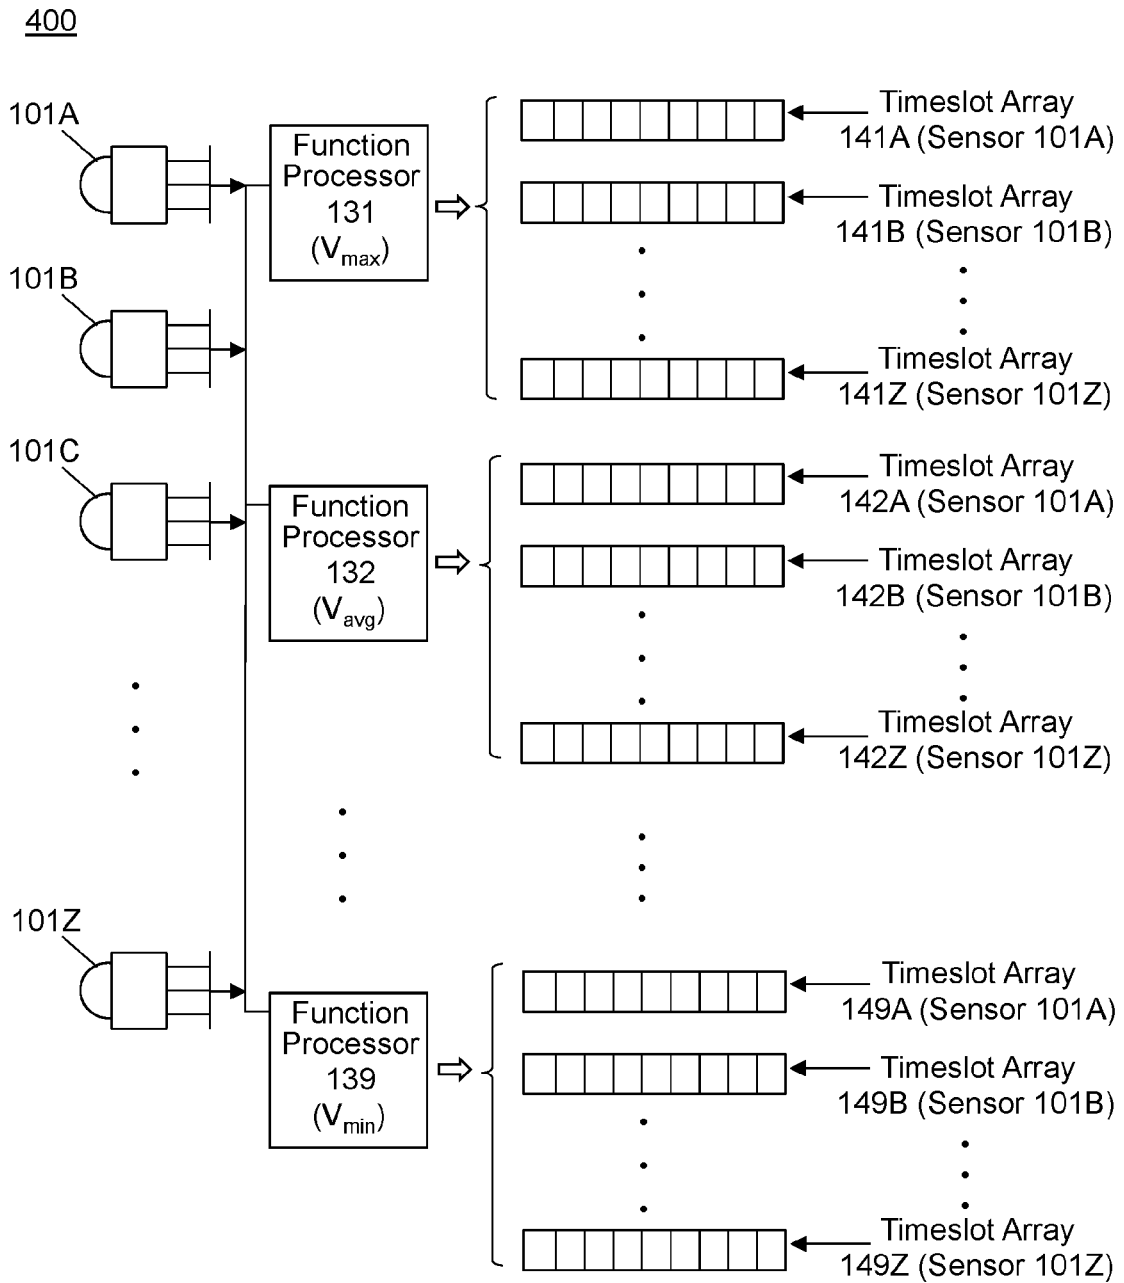 400
101A
Function
Processor
131
(Vmax)
Timeslot Array
141A (Sensor 101A)
Timeslot Array
141B (Sensor 101B)
101B
Timeslot Array
141Z (Sensor 101Z)
101C
Function
Processor
132
(Vavg)
Timeslot Array
142A (Sensor 101A)
Timeslot Array
142B (Sensor 101B)
Timeslot Array
142Z (Sensor 101Z)
101Z
Function
Processor
139
(Vmin)
Timeslot Array
149A (Sensor 101A)
Timeslot Array
149B (Sensor 101B)
Timeslot Array
149Z (Sensor 101Z)